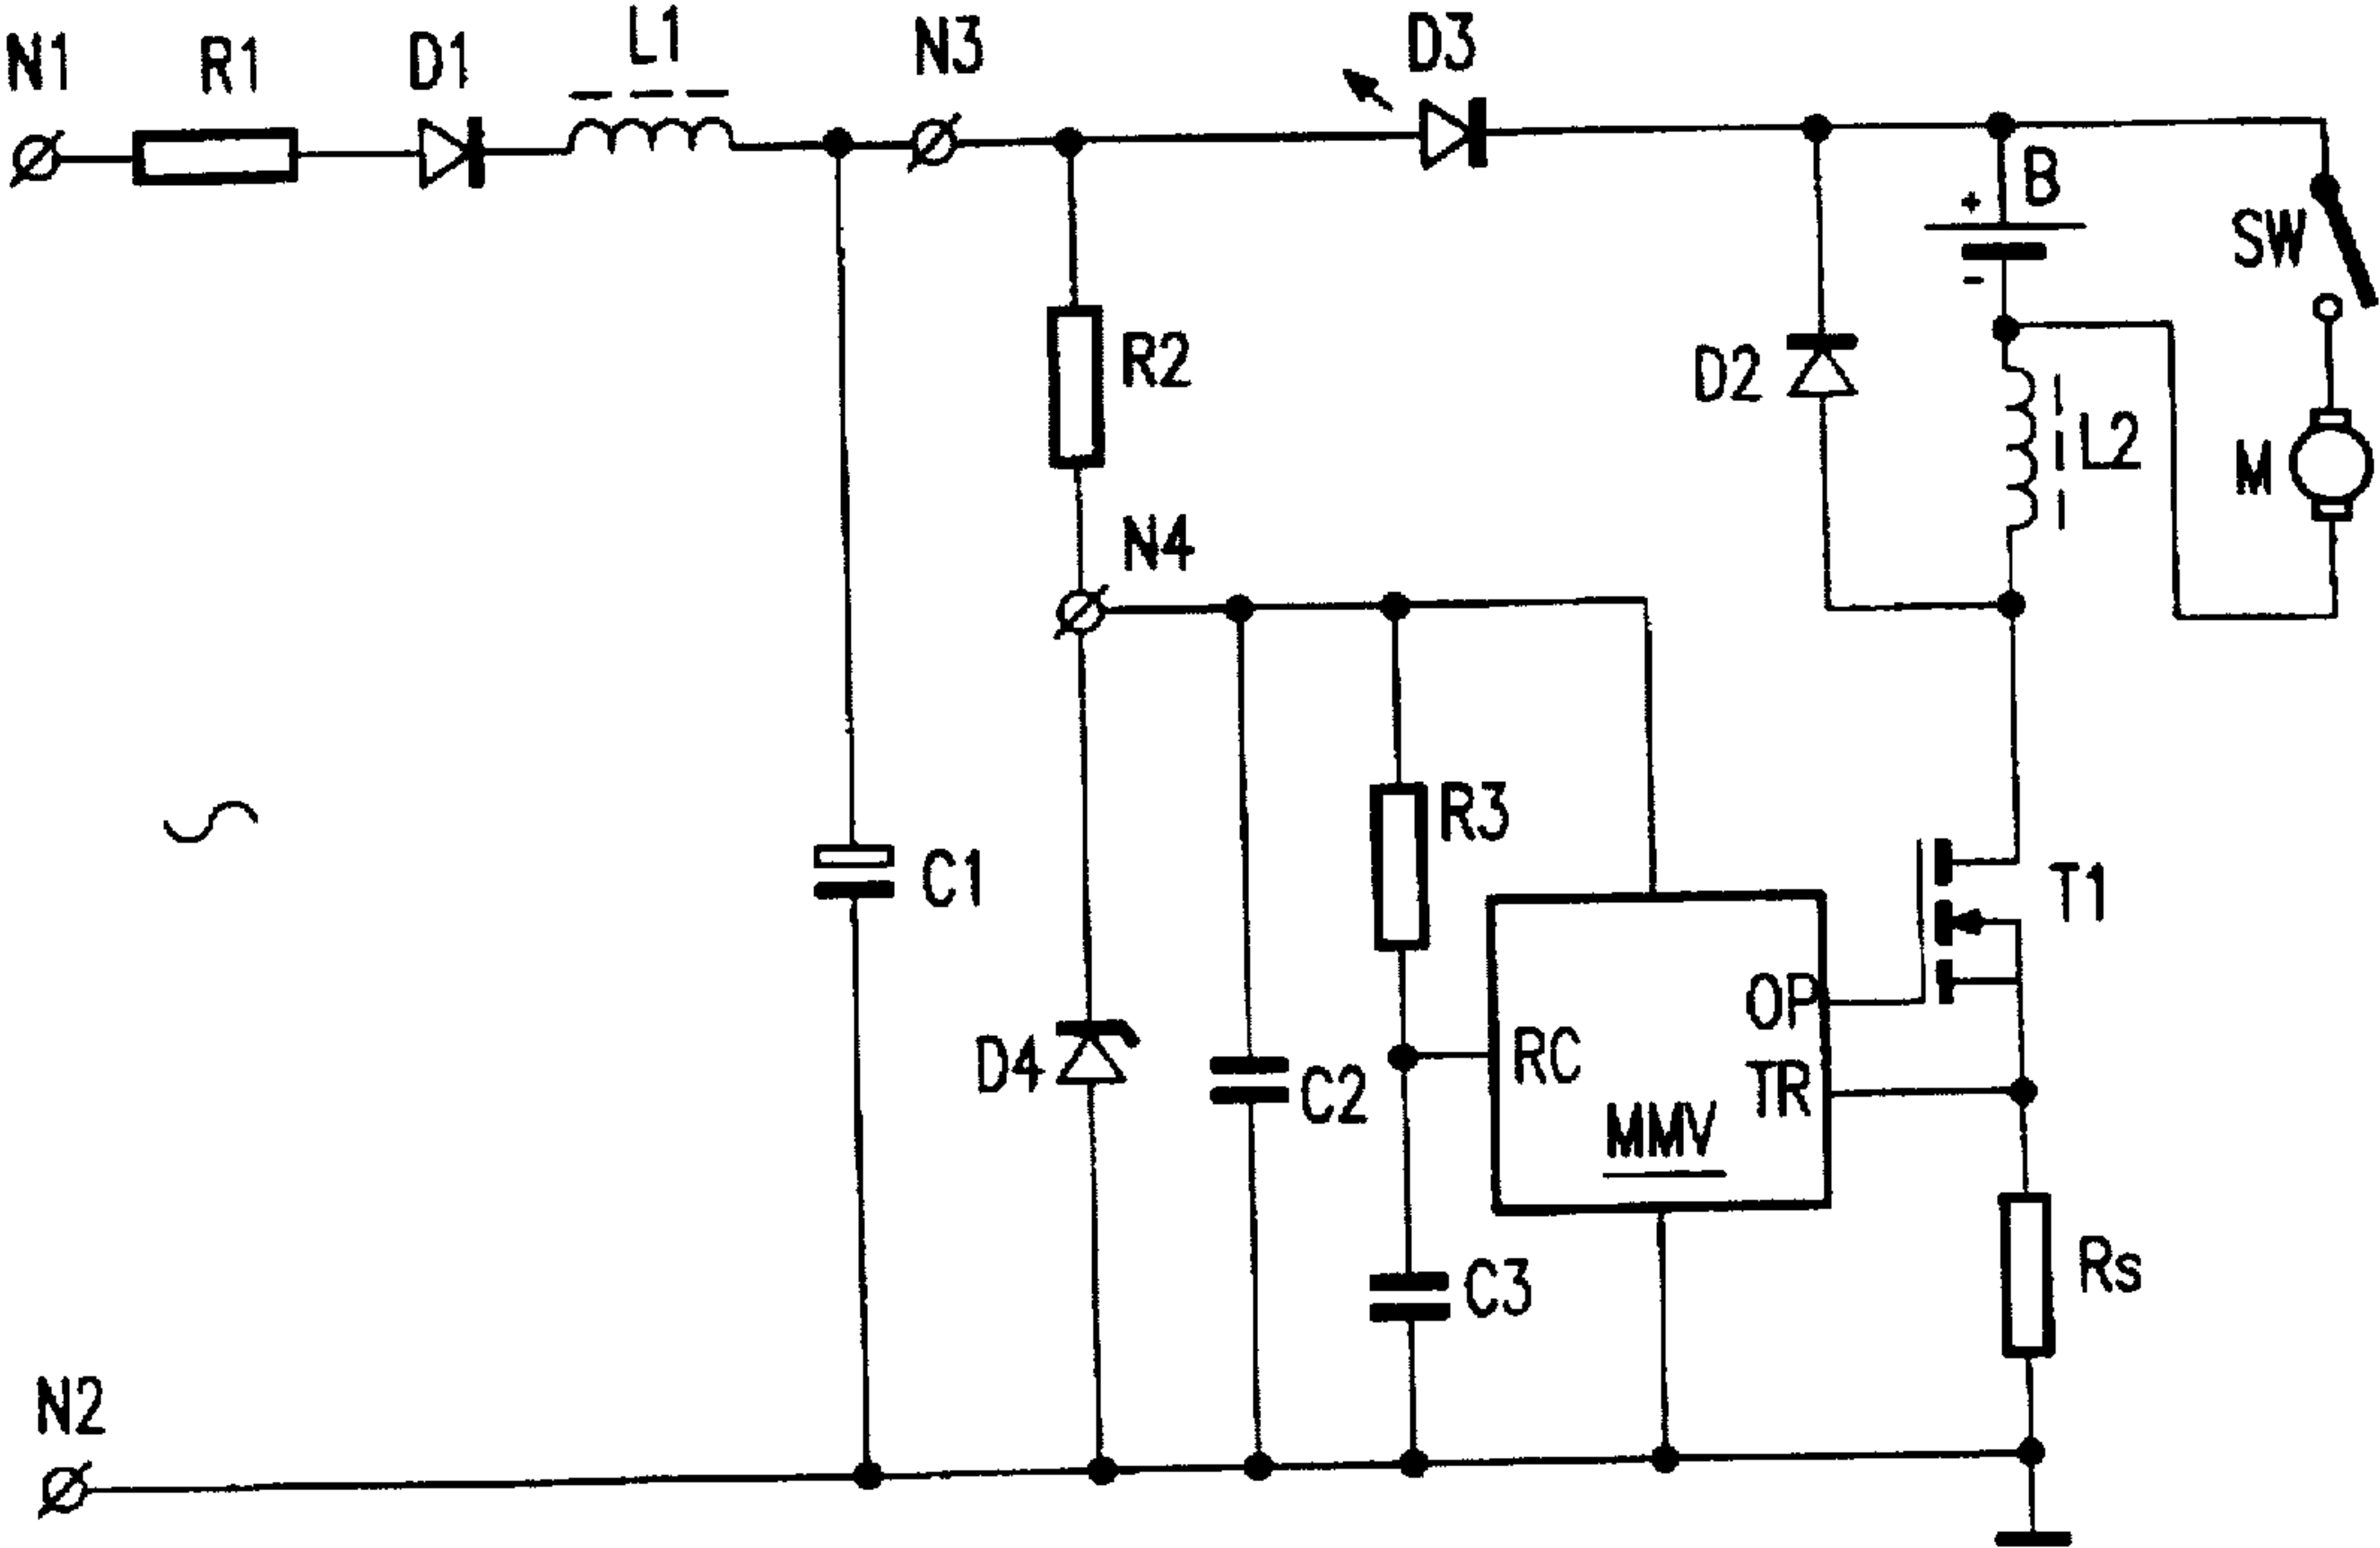 N1
R1
D1
L1
N3
D3
B
+
-
SW
R2
D2
L2
M
N4
R3
C1
T1
OP
D4
C2
RC
TR
MMV
C3
Rs
N2